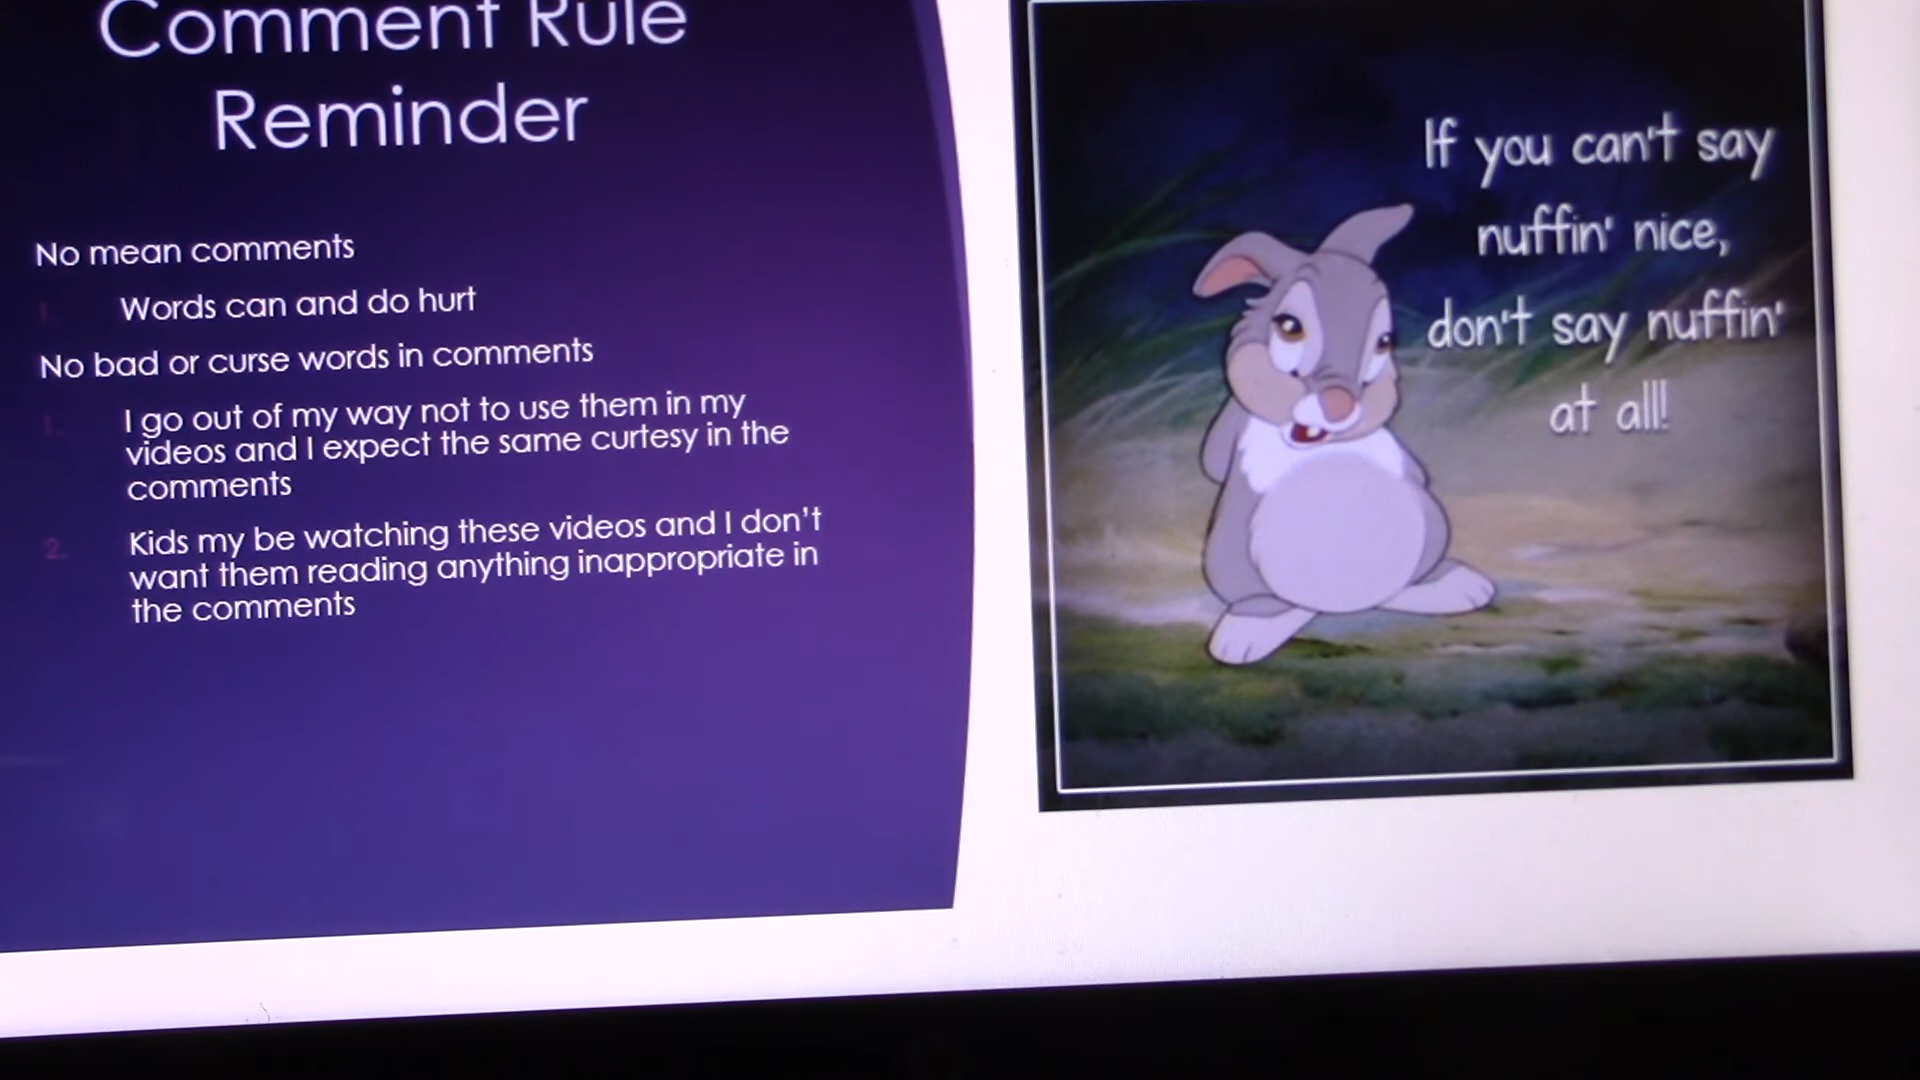 Comment Rule
Reminder
No mean comments
1. Words can and do hurt
No bad or curse words in comments
1. I go out of my way not to use them in my
videos and I expect the same curtesy in the
comments
2. Kids my be watching these videos and I don't
want them reading anything inappropriate in
the comments
If you can't say
nuffin' nice,
don't say nuffin'
at all!